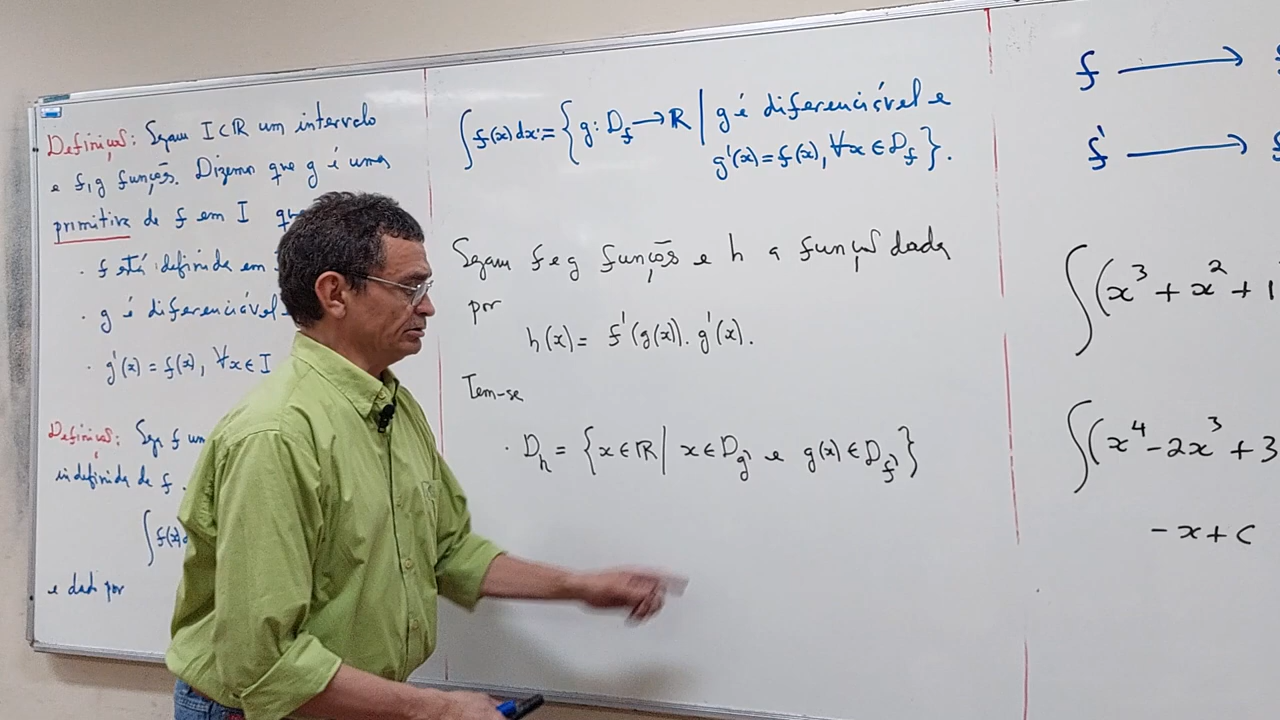 Definição: Sejam I⊂ℝ um intervalo
e f, g funções. Dizemos que g é uma
primitiva de f em I
· f está definida em
· g é diferenciável
· g'(x) = f(x), ∀x ∈ I
Definição: Seja f um
indefinida de f.
∫f(x)
e dado por
∫f(x)dx = {g: D_f → ℝ | g é diferenciável e
g'(x) = f(x), ∀x ∈ D_f}.
Sejam f e g funções e h a função dada
por
h(x) = f'(g(x)). g'(x).
Tem-se
· D_h = {x ∈ ℝ | x ∈ D_g' e g(x) ∈ D_f'}
f →
f' →
∫(x³ + x² + 1
∫(x⁴ - 2x³ + 3
- x + C